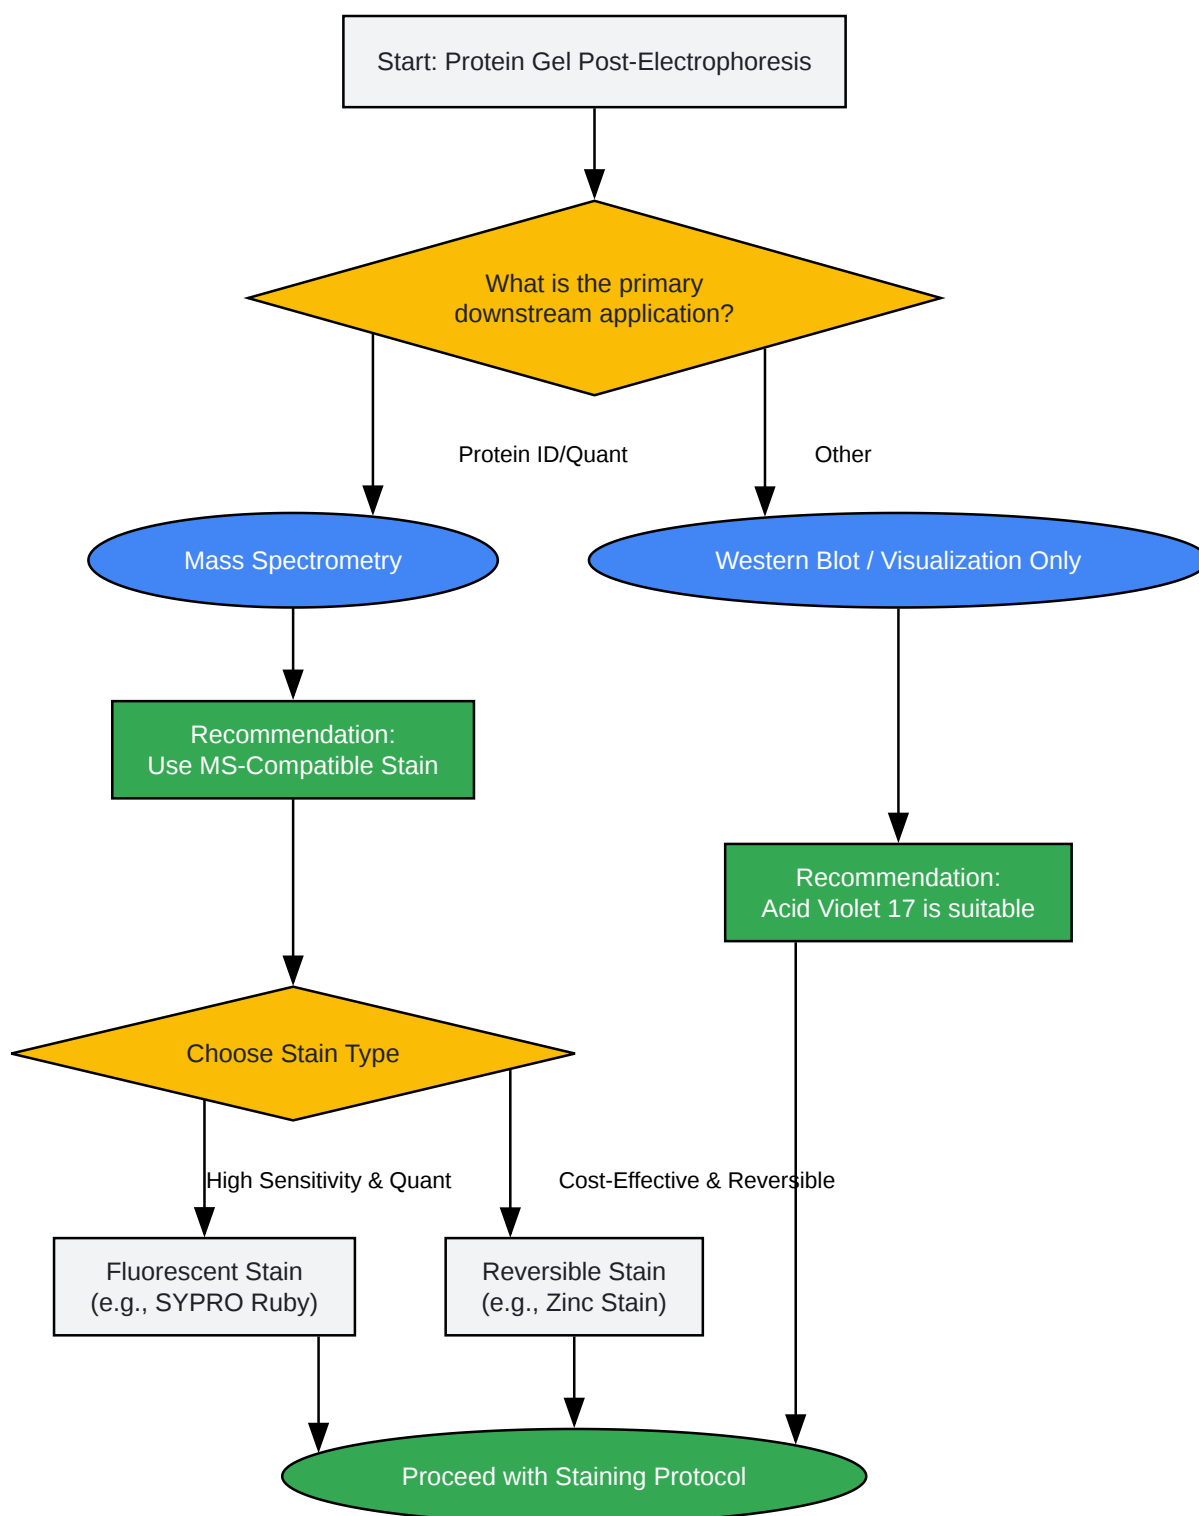 Start: Protein Gel Post-Electrophoresis
What is the primary
downstream application?
Protein ID/Quant
Other
Mass Spectrometry
Western Blot / Visualization Only
Recommendation:
Use MS-Compatible Stain
Recommendation:
Acid Violet 17 is suitable
Choose Stain Type
High Sensitivity & Quant
Cost-Effective & Reversible
Fluorescent Stain
(e.g., SYPRO Ruby)
Reversible Stain
(e.g., Zinc Stain)
Proceed with Staining Protocol